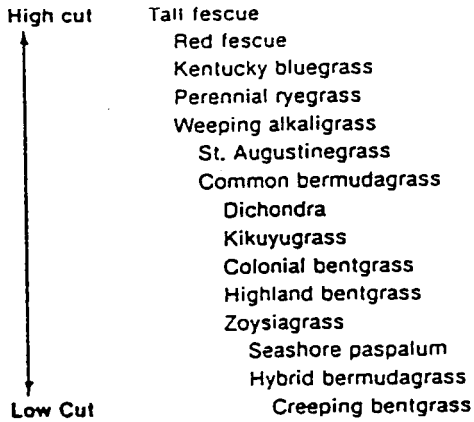 High cut Tall fescue
Red fescue
Kentucky bluegrass
Perennial ryegrass
Weeping alkaligrass
St. Augustinegrass
Common bermudagrass
Dichondra
Kikuyugrass
Colonial bentgrass
Highland bentgrass
Zoysiagrass
Seashore paspalum
Hybrid bermudagrass
Low Cut Creeping bentgrass